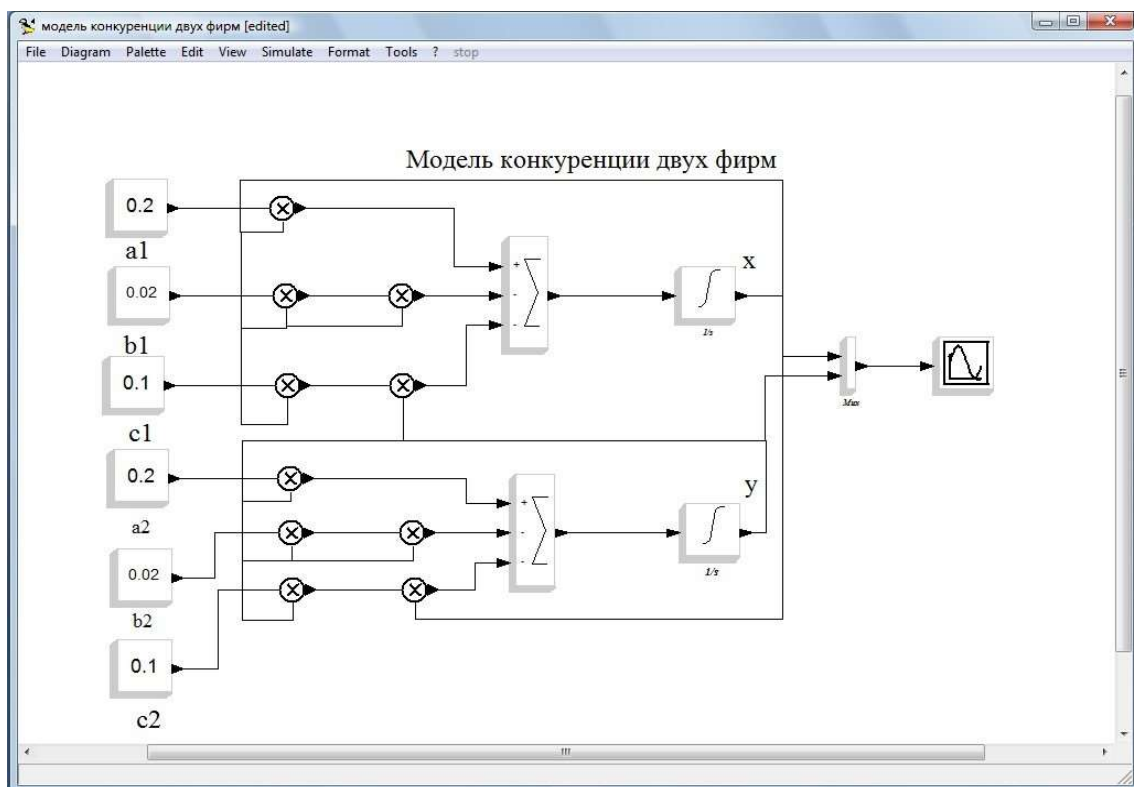 модель конкуренции двух фирм [edited]
File Diagram Palette Edit View Simulate Format Tools ? stop
Модель конкуренции двух фирм
0.2
a1
0.02
b1
0.1
c1
0.2
a2
0.02
b2
0.1
c2
+
-
-
1/s
x
+
-
-
1/s
y
Mux